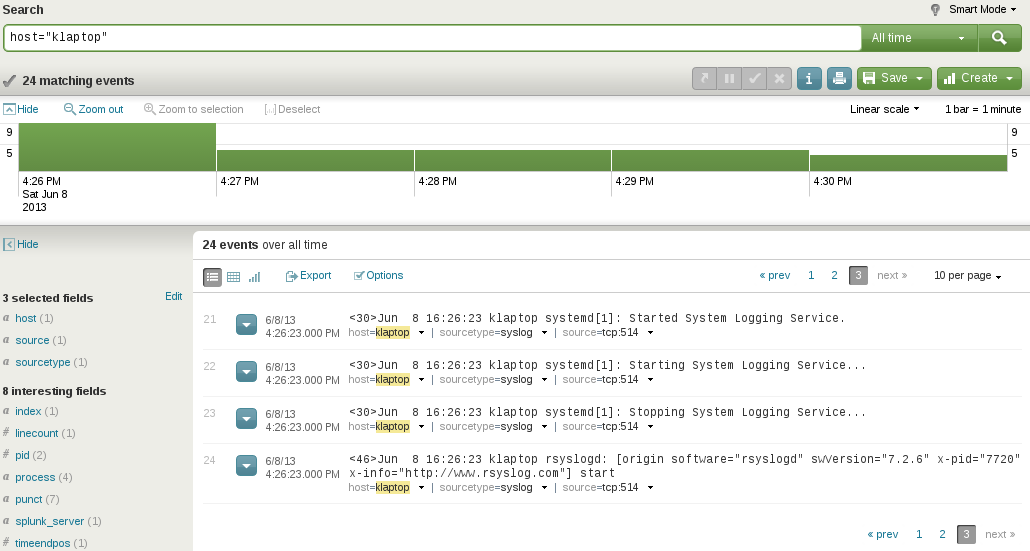 Search
Smart Mode
host="klaptop"
All time
24 matching events
Save
Create
Hide
Zoom out
Zoom to selection
[...] Deselect
Linear scale
1 bar = 1 minute
9
9
5
5
4:26 PM
4:27 PM
4:28 PM
4:29 PM
4:30 PM
Sat Jun 8
2013
Hide
24 events over all time
Export
Options
« prev 1 2 3 next »
10 per page
3 selected fields
Edit
a host (1)
a source (1)
a sourcetype (1)
8 interesting fields
a index (1)
# linecount (1)
# pid (2)
a process (4)
a punct (7)
a splunk_server (1)
# timeendpos (1)
21
6/8/13
4:26:23.000 PM
<30>Jun  8 16:26:23 klaptop systemd[1]: Started System Logging Service.
host=klaptop | sourcetype=syslog | source=tcp:514
22
6/8/13
4:26:23.000 PM
<30>Jun  8 16:26:23 klaptop systemd[1]: Starting System Logging Service...
host=klaptop | sourcetype=syslog | source=tcp:514
23
6/8/13
4:26:23.000 PM
<30>Jun  8 16:26:23 klaptop systemd[1]: Stopping System Logging Service...
host=klaptop | sourcetype=syslog | source=tcp:514
24
6/8/13
4:26:23.000 PM
<46>Jun  8 16:26:23 klaptop rsyslogd: [origin software="rsyslogd" swVersion="7.2.6" x-pid="7720"
x-info="http://www.rsyslog.com"] start
host=klaptop | sourcetype=syslog | source=tcp:514
« prev 1 2 3 next »